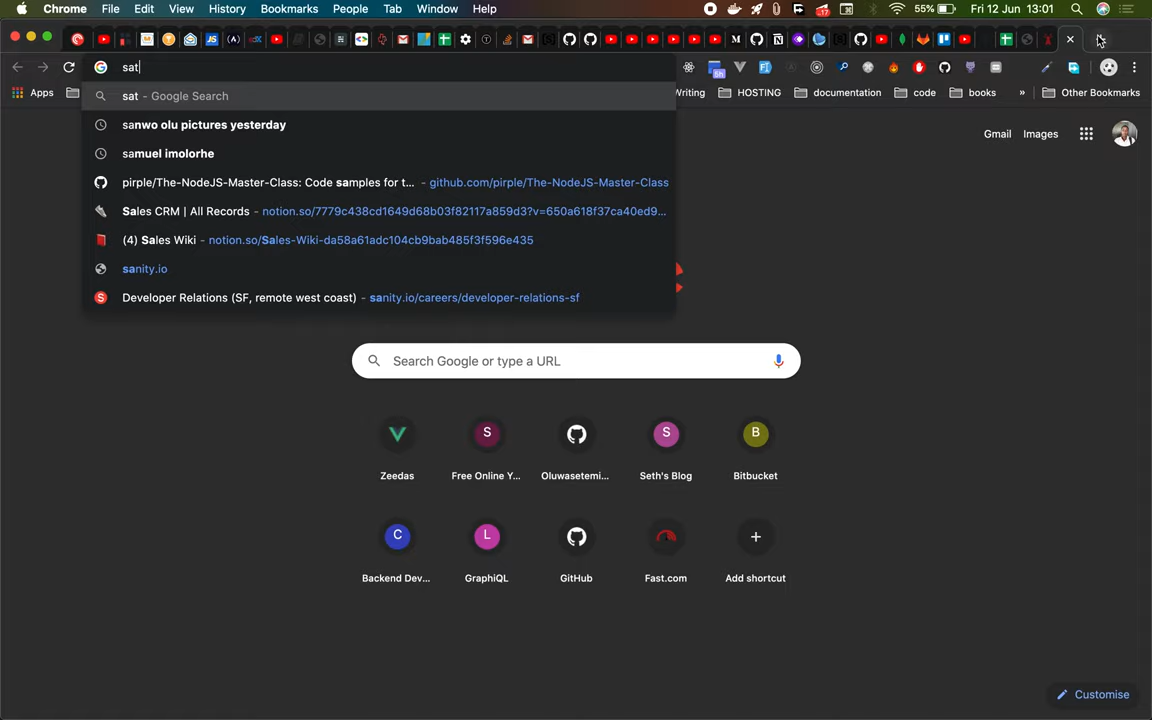 Chrome File Edit View History Bookmarks People Tab Window Help 17 55% Fri 12 Jun 13:01
sat
5h
Apps
riting HOSTING documentation code books » Other Bookmarks
sat - Google Search
sanwo olu pictures yesterday
samuel imolorhe
pirple/The-NodeJS-Master-Class: Code samples for t... - github.com/pirple/The-NodeJS-Master-Class
Sales CRM | All Records - notion.so/7779c438cd1649d68b03f82117a859d3?v=650a618f37ca40ed9...
(4) Sales Wiki - notion.so/Sales-Wiki-da58a61adc104cb9bab485f3f596e435
sanity.io
S Developer Relations (SF, remote west coast) - sanity.io/careers/developer-relations-sf
Gmail Images
Search Google or type a URL
S S B
Zeedas Free Online Y... Oluwasetemi... Seth's Blog Bitbucket
C L
Backend Dev... GraphiQL GitHub Fast.com Add shortcut
Customise